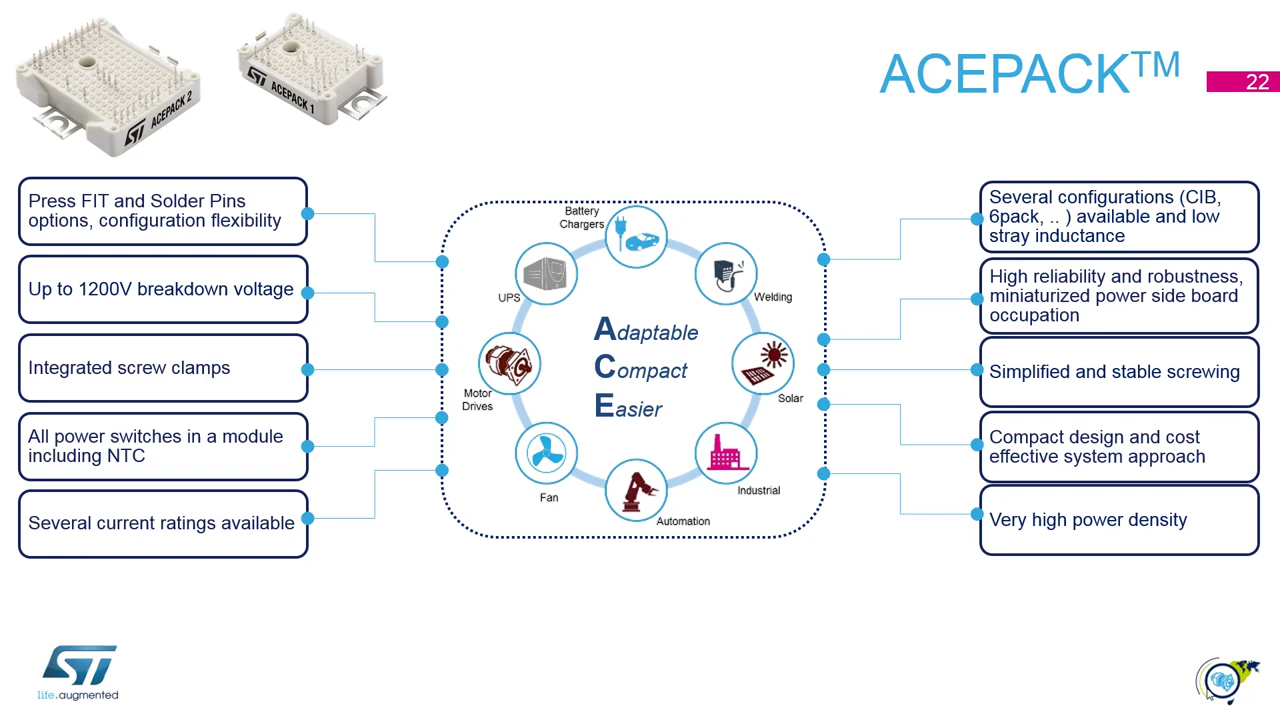 ACEPACK™
22
ST ACEPACK 2
ST ACEPACK 1
Press FIT and Solder Pins
options, configuration flexibility
Up to 1200V breakdown voltage
Integrated screw clamps
All power switches in a module
including NTC
Several current ratings available
Battery
Chargers
UPS
Welding
Motor
Drives
Solar
Fan
Industrial
Automation
Adaptable
Compact
Easier
Several configurations (CIB,
6pack, .. ) available and low
stray inductance
High reliability and robustness,
miniaturized power side board
occupation
Simplified and stable screwing
Compact design and cost
effective system approach
Very high power density
ST
life.augmented